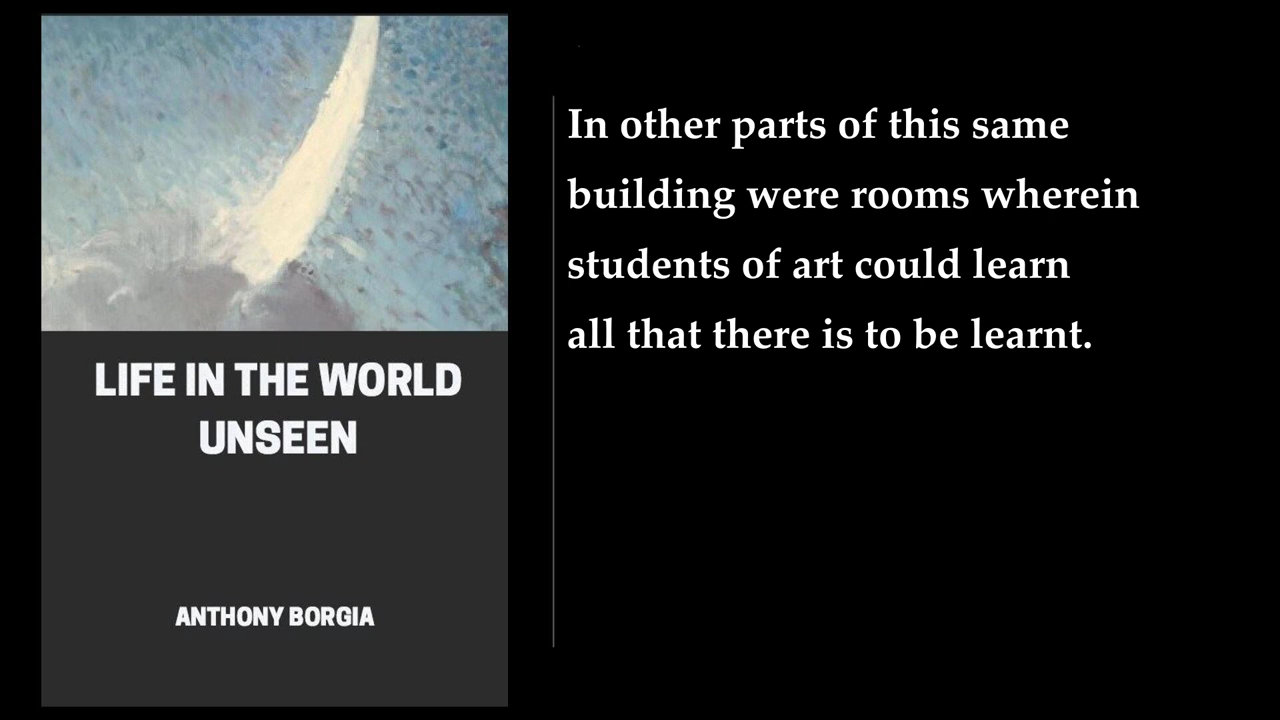 LIFE IN THE WORLD
UNSEEN
ANTHONY BORGIA
In other parts of this same
building were rooms wherein
students of art could learn
all that there is to be learnt.